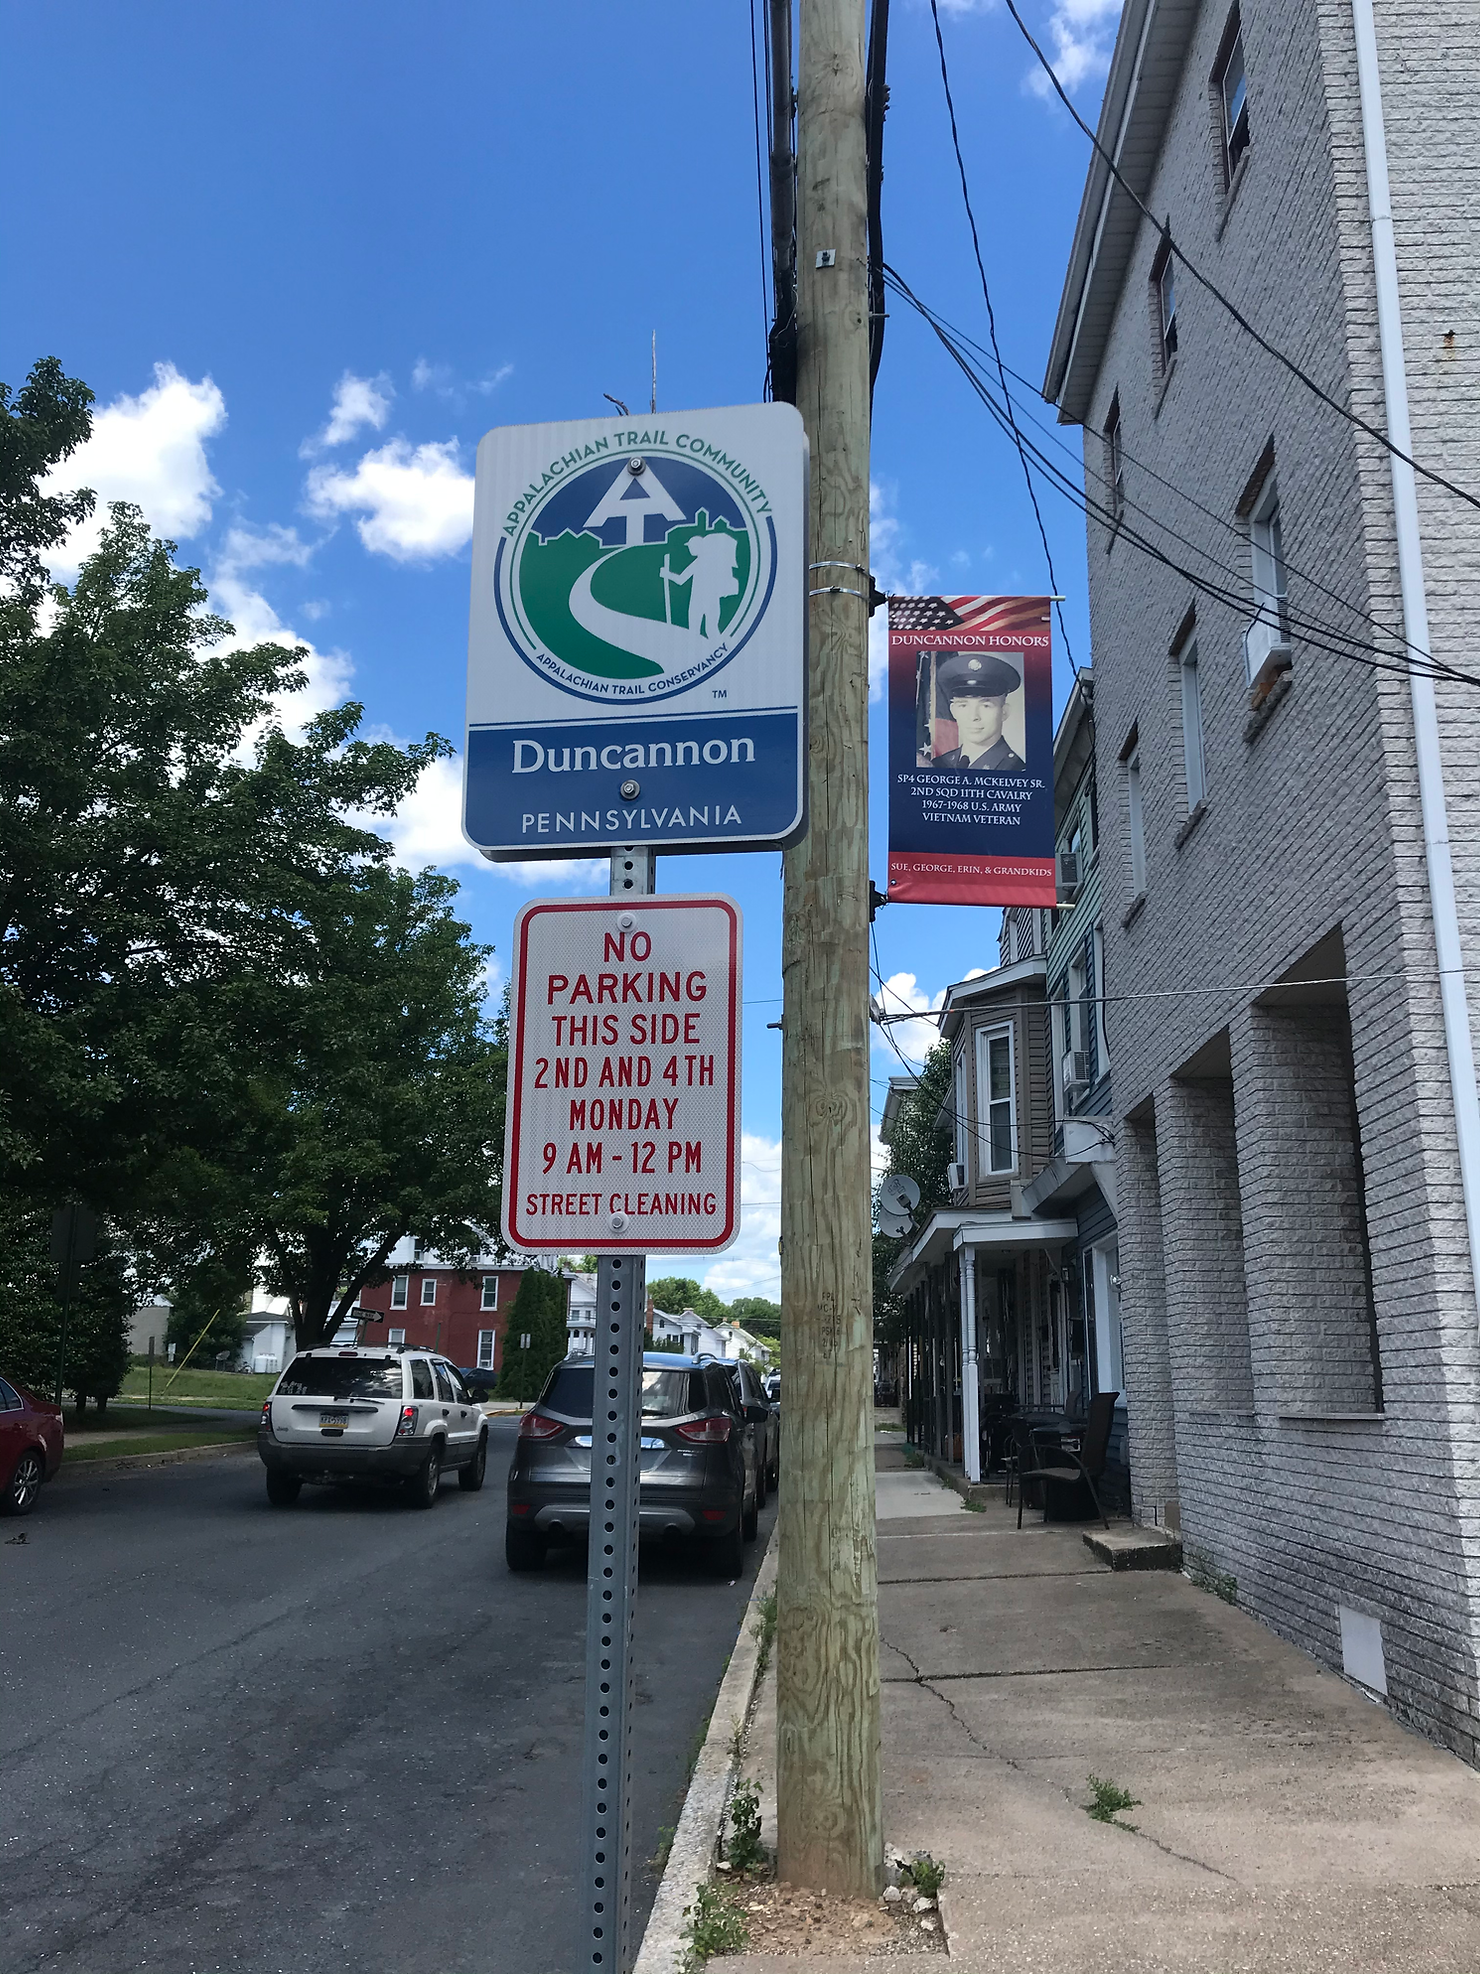 APPALACHIAN TRAIL COMMUNITY
APPALACHIAN TRAIL CONSERVANCY
TM
Duncannon
PENNSYLVANIA
NO
PARKING
THIS SIDE
2ND AND 4TH
MONDAY
9 AM - 12 PM
STREET CLEANING
DUNCANNON HONORS
SP4 GEORGE A. MCKELVEY SR.
2ND SQD 11TH CAVALRY
1967-1968 U.S. ARMY
VIETNAM VETERAN
SUE, GEORGE, ERIN, & GRANDKIDS